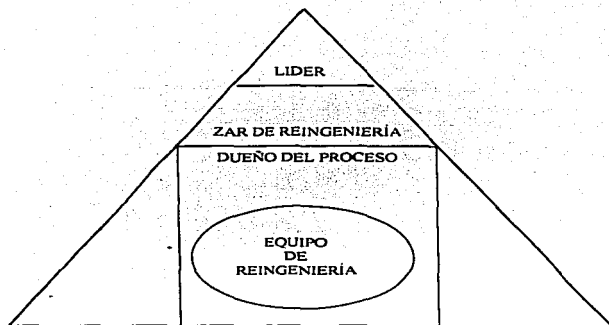 LIDER
ZAR DE REINGENIERÍA
DUEÑO DEL PROCESO
EQUIPO
DE
REINGENIERÍA